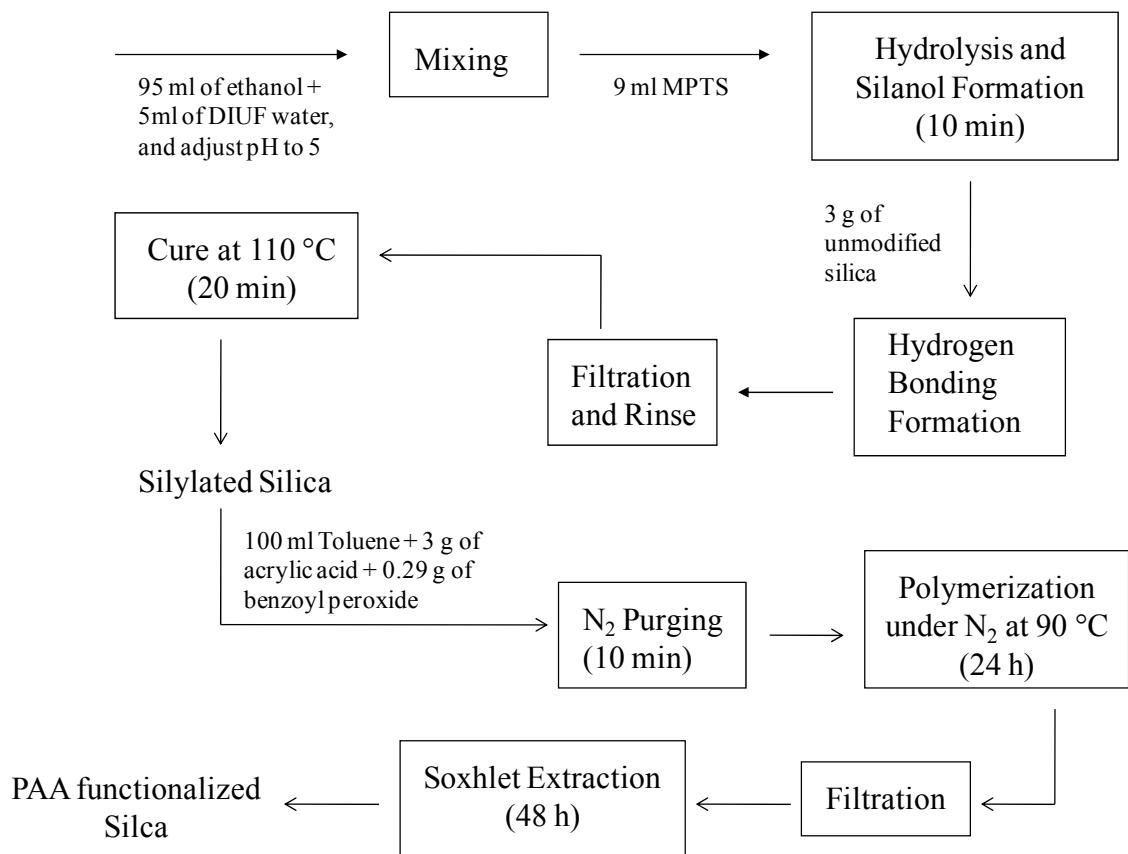 95 ml of ethanol +
5ml of DIUF water,
and adjust pH to 5
Mixing
9 ml MPTS
Hydrolysis and
Silanol Formation
(10 min)
3 g of
unmodified
silica
Hydrogen
Bonding
Formation
Filtration
and Rinse
Cure at 110 °C
(20 min)
Silylated Silica
100 ml Toluene + 3 g of
acrylic acid + 0.29 g of
benzoyl peroxide
N₂ Purging
(10 min)
Polymerization
under N₂ at 90 °C
(24 h)
Filtration
Soxhlet Extraction
(48 h)
PAA functionalized
Silca